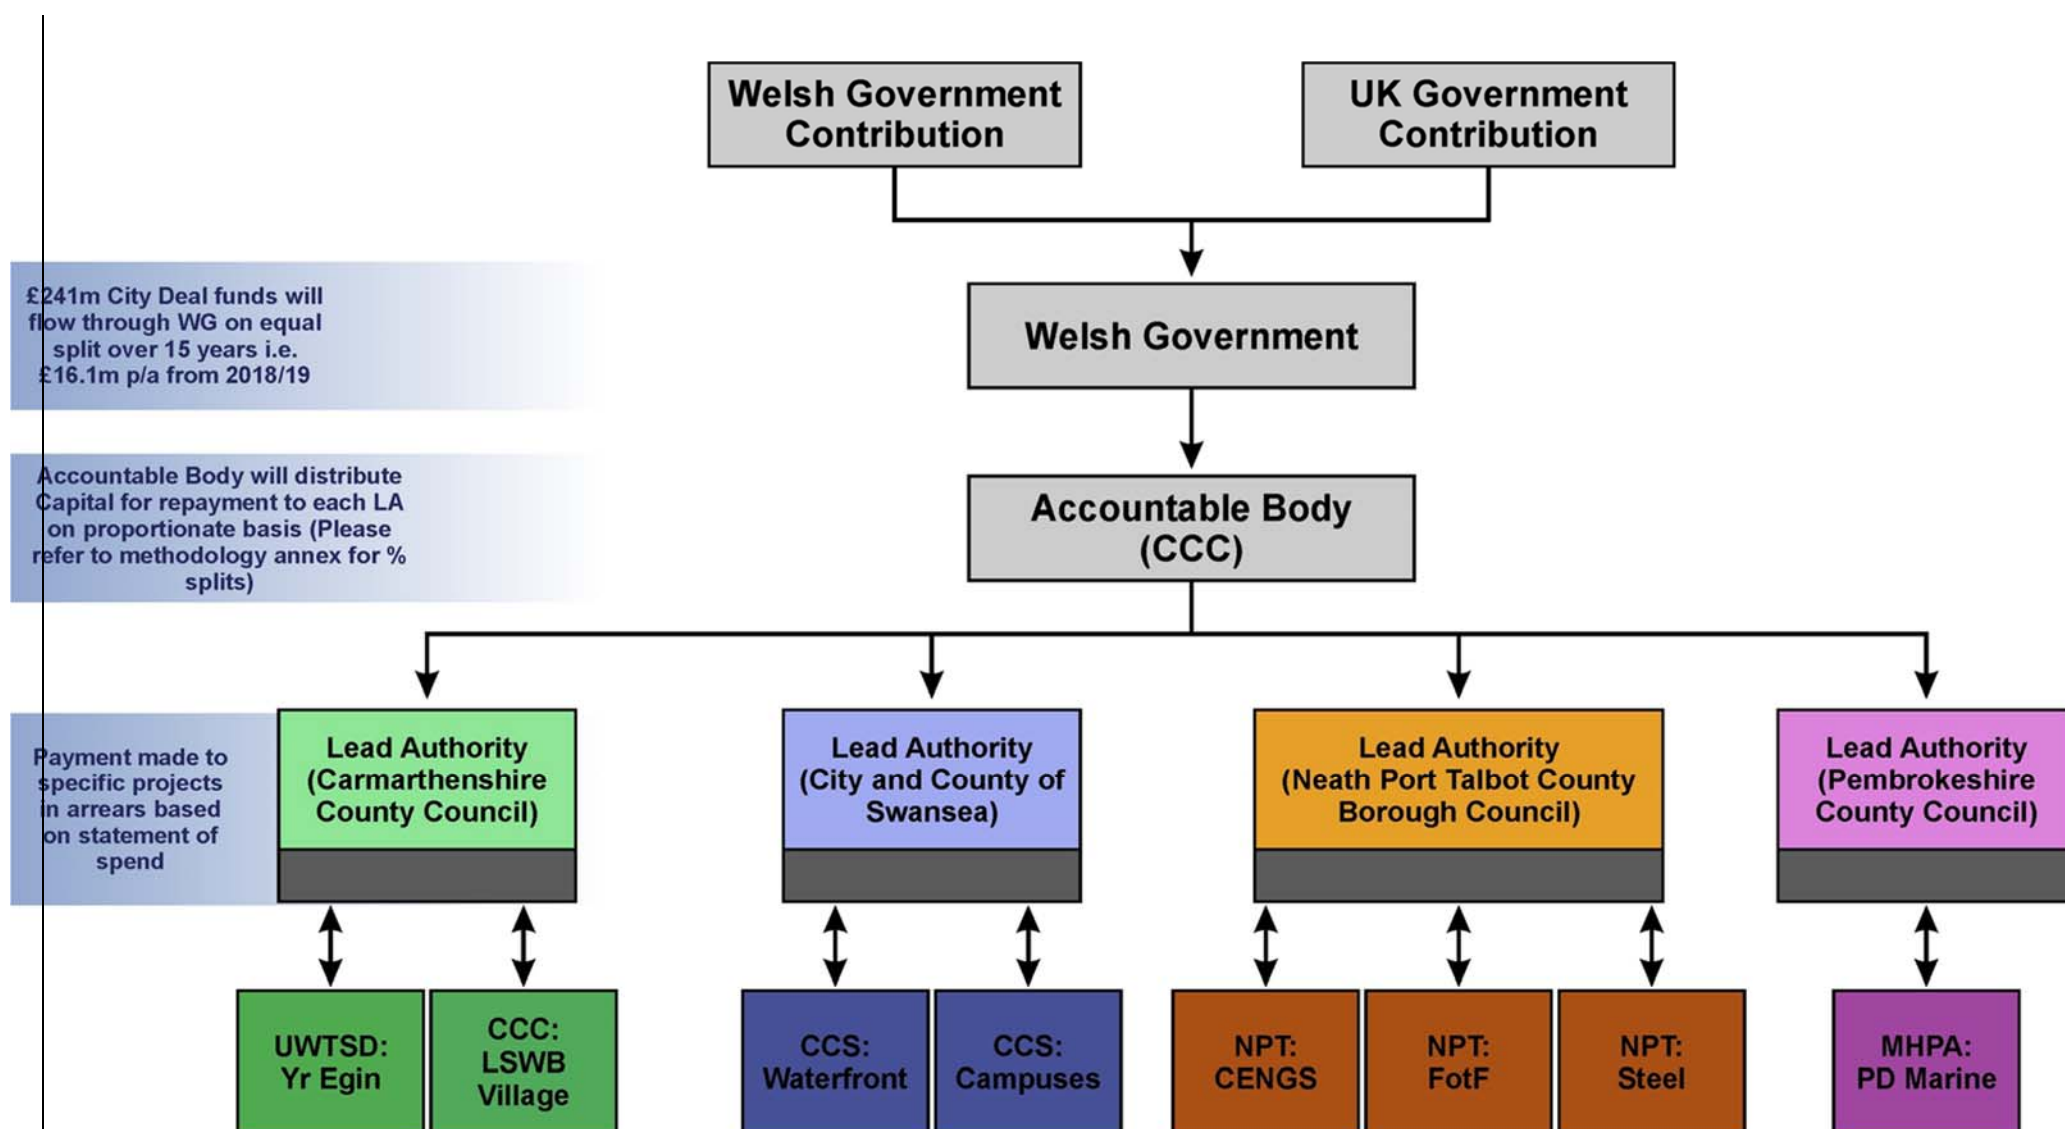 Welsh Government
Contribution
UK Government
Contribution
£241m City Deal funds will
flow through WG on equal
split over 15 years i.e.
£16.1m p/a from 2018/19
Welsh Government
Accountable Body will distribute
Capital for repayment to each LA
on proportionate basis (Please
refer to methodology annex for %
splits)
Accountable Body
(CCC)
Payment made to
specific projects
in arrears based
on statement of
spend
Lead Authority
(Carmarthenshire
County Council)
Lead Authority
(City and County of
Swansea)
Lead Authority
(Neath Port Talbot County
Borough Council)
Lead Authority
(Pembrokeshire
County Council)
UWTSD:
Yr Egin
CCC:
LSWB
Village
CCS:
Waterfront
CCS:
Campuses
NPT:
CENGS
NPT:
FotF
NPT:
Steel
MHPA:
PD Marine